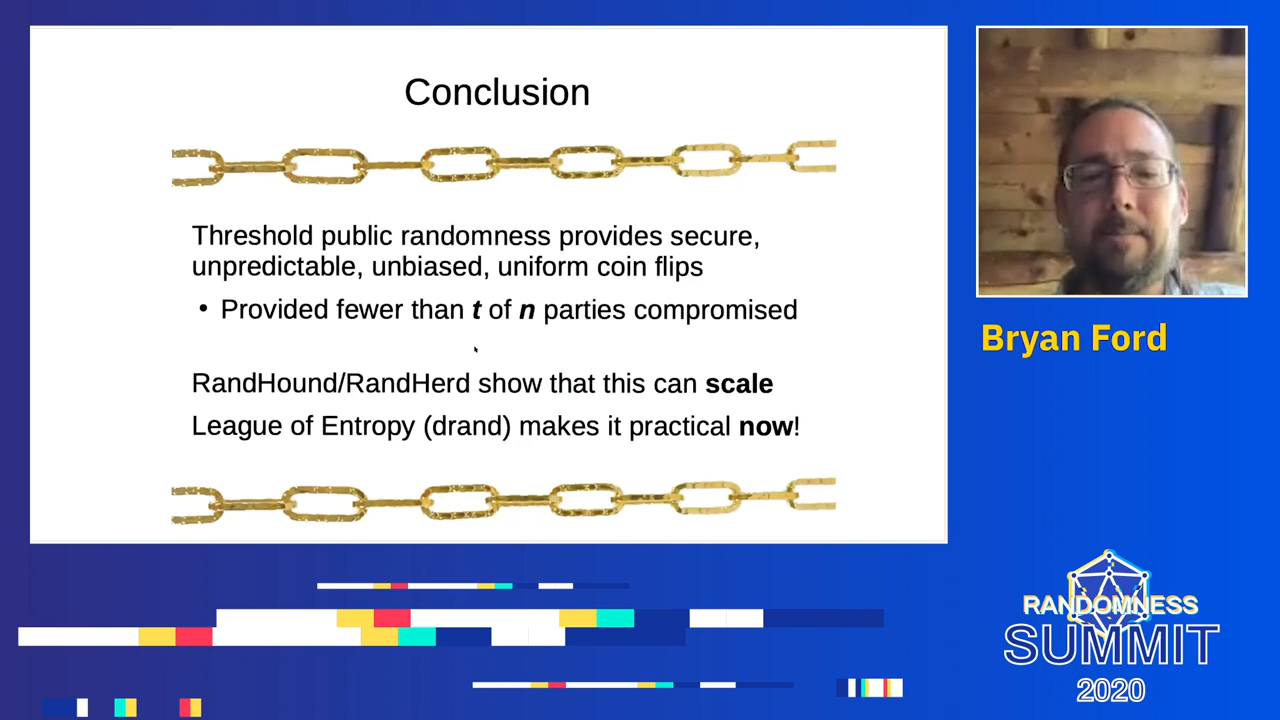 Conclusion
Threshold public randomness provides secure,
unpredictable, unbiased, uniform coin flips
• Provided fewer than t of n parties compromised
RandHound/RandHerd show that this can scale
League of Entropy (drand) makes it practical now!
Bryan Ford
RANDOMNESS
SUMMIT
2020